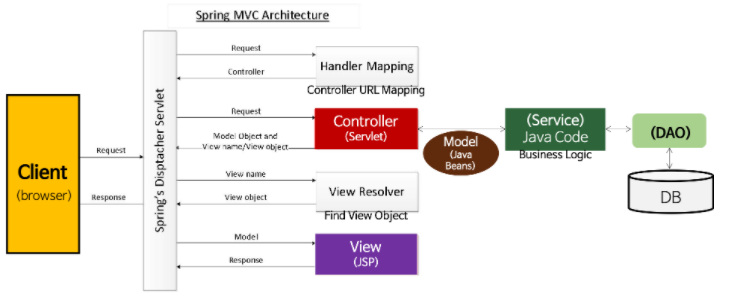 Spring MVC Architecture
Client
(browser)
Request
Response
Spring's Disptacher Servlet
Request
Controller
Handler Mapping
Controller URL Mapping
Request
Model Object and
View name/View object
Controller
(Servlet)
Model
(Java
Beans)
(Service)
Java Code
Business Logic
(DAO)
DB
View name
View object
View Resolver
Find View Object
Model
Response
View
(JSP)